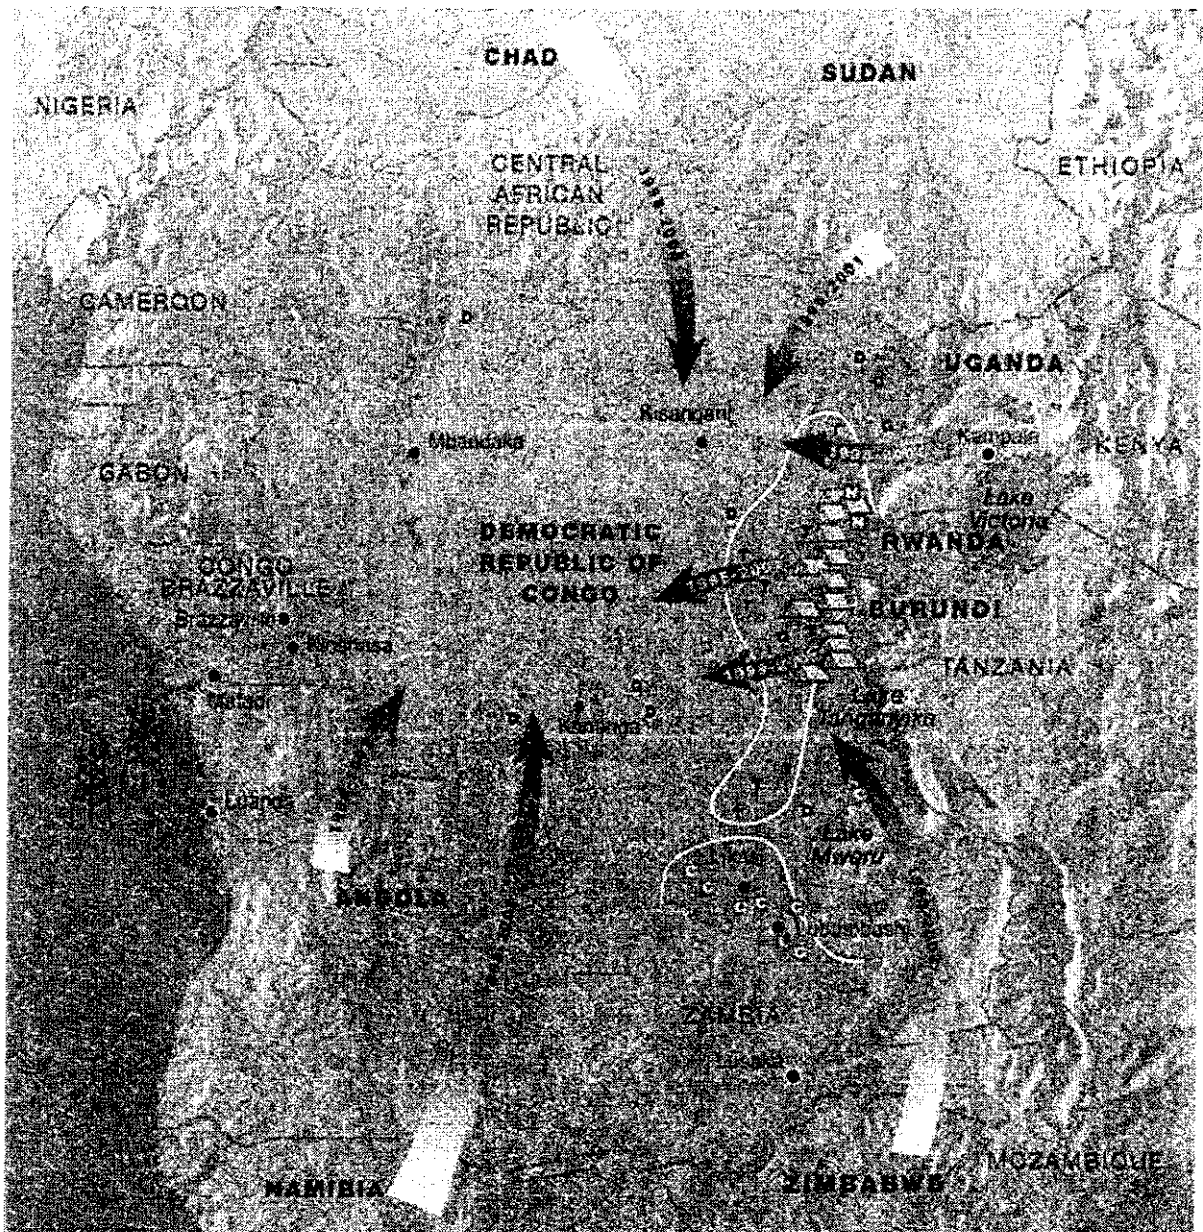 CHAD
SUDAN
NIGERIA
ETHIOPIA
CENTRAL
AFRICAN
REPUBLIC
CAMEROON
D
D
UGANDA
D
Kisangani
Mbandaka
D
Kampala
KENYA
GABON
Lake
Victoria
D
DEMOCRATIC
REPUBLIC OF
CONGO
RWANDA
CONGO
BRAZZAVILLE
BURUNDI
Brazzaville
Kinshasa
TANZANIA
Matadi
D
D
D
Kananga
Lake
Tanganyika
T
Luanda
D
Lake
Mweru
C
C
C
C
C
Lubumbashi
C
ANGOLA
ZAMBIA
Lusaka
MOZAMBIQUE
NAMIBIA
ZIMBABWE